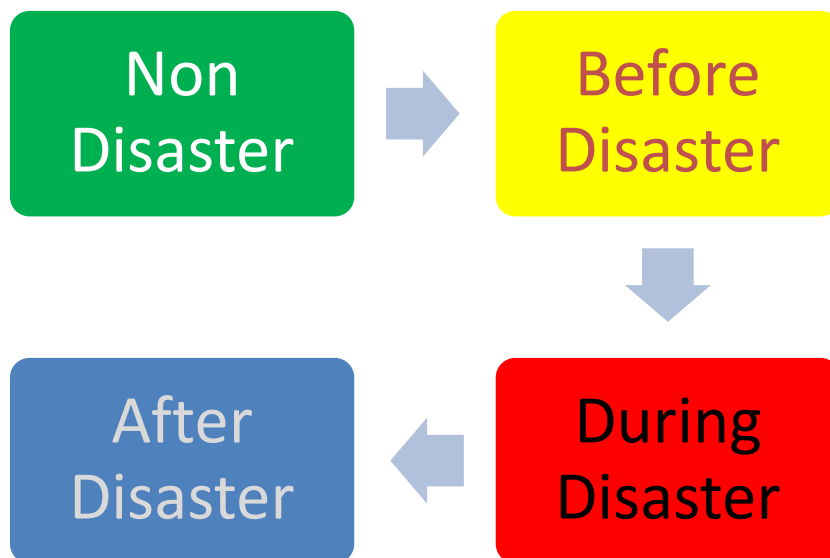 Non
Disaster
Before
Disaster
After
Disaster
During
Disaster